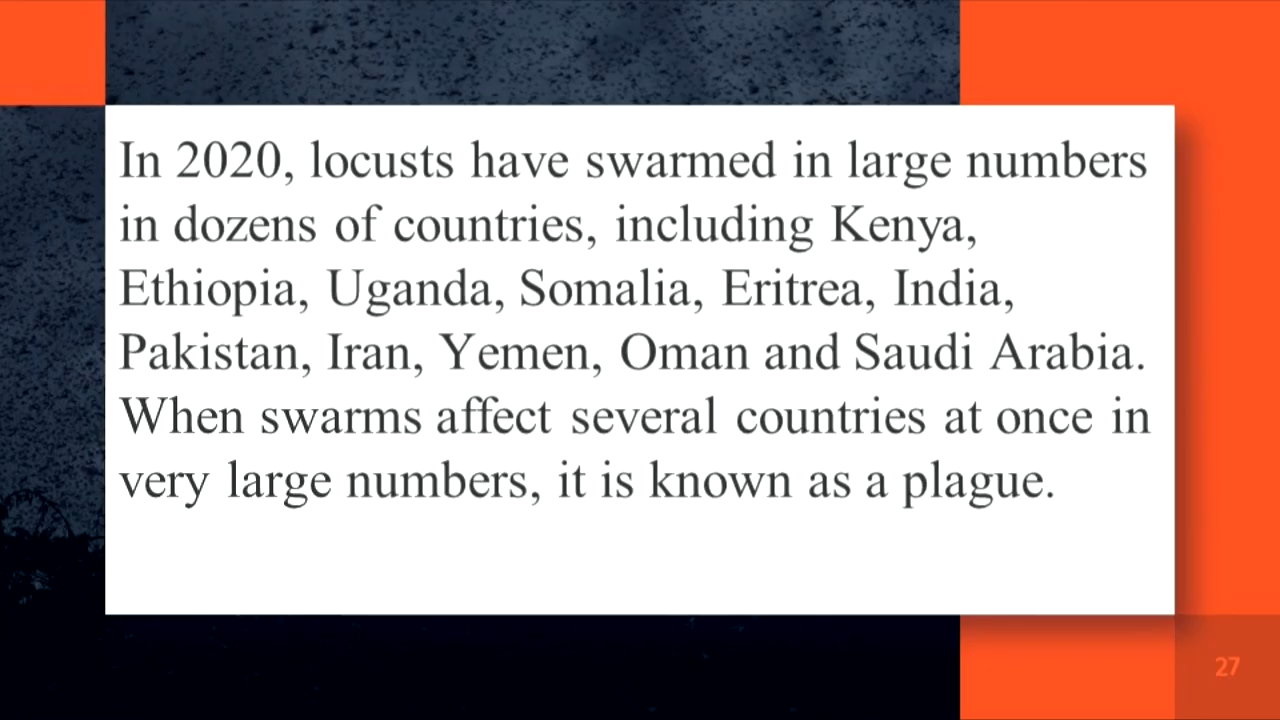 In 2020, locusts have swarmed in large numbers
in dozens of countries, including Kenya,
Ethiopia, Uganda, Somalia, Eritrea, India,
Pakistan, Iran, Yemen, Oman and Saudi Arabia.
When swarms affect several countries at once in
very large numbers, it is known as a plague.
27